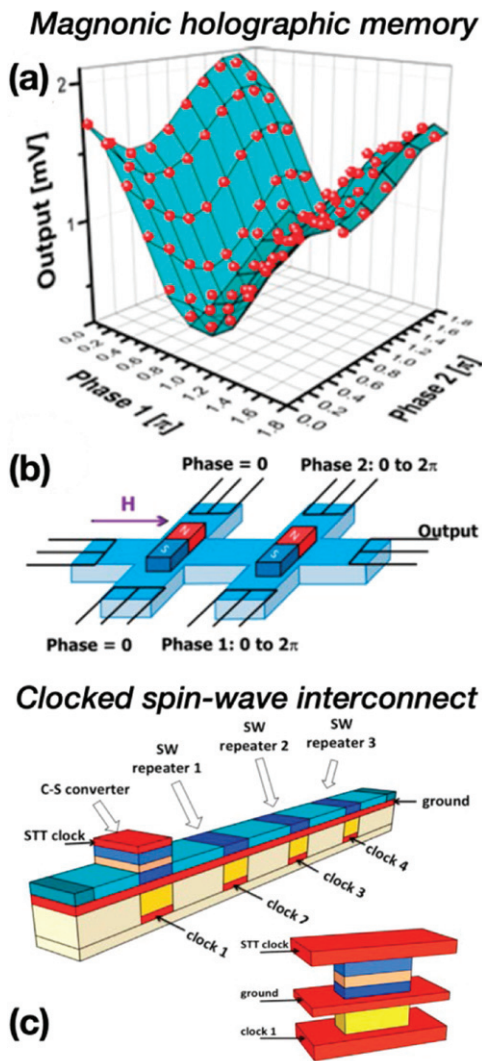 Magnonic holographic memory
(a)
Output [mV]
2
1
0.0
0.2
0.4
0.6
0.8
1.0
1.2
1.4
1.6
1.8
Phase 1 [π]
0.0
0.2
0.4
0.6
0.8
1.0
1.2
1.4
1.6
1.8
Phase 2 [π]
(b)
Phase = 0
Phase 2: 0 to 2π
H
N
N
S
S
Output
Phase = 0
Phase 1: 0 to 2π
Clocked spin-wave interconnect
SW
repeater 1
SW
repeater 2
SW
repeater 3
C-S converter
STT clock
ground
clock 4
clock 3
clock 2
clock 1
STT clock
ground
clock 1
(c)